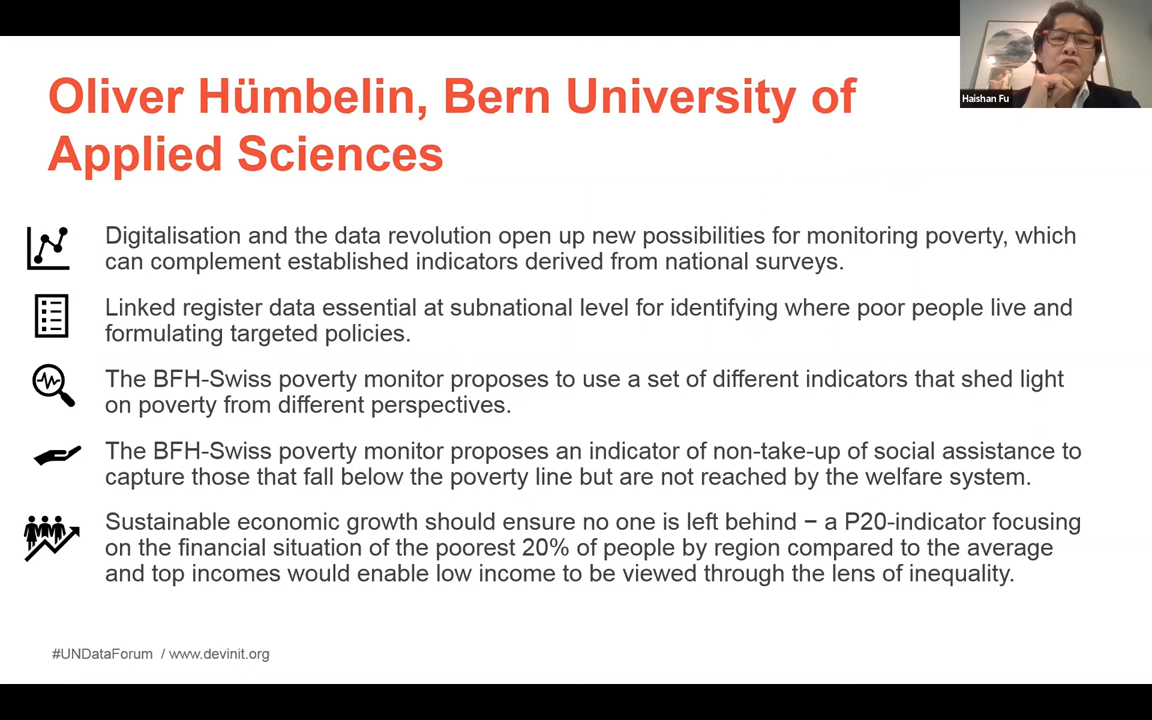 Oliver Hümbelin, Bern University of
Applied Sciences
Haishan Fu
Digitalisation and the data revolution open up new possibilities for monitoring poverty, which
can complement established indicators derived from national surveys.
Linked register data essential at subnational level for identifying where poor people live and
formulating targeted policies.
The BFH-Swiss poverty monitor proposes to use a set of different indicators that shed light
on poverty from different perspectives.
The BFH-Swiss poverty monitor proposes an indicator of non-take-up of social assistance to
capture those that fall below the poverty line but are not reached by the welfare system.
Sustainable economic growth should ensure no one is left behind − a P20-indicator focusing
on the financial situation of the poorest 20% of people by region compared to the average
and top incomes would enable low income to be viewed through the lens of inequality.
#UNDataForum / www.devinit.org